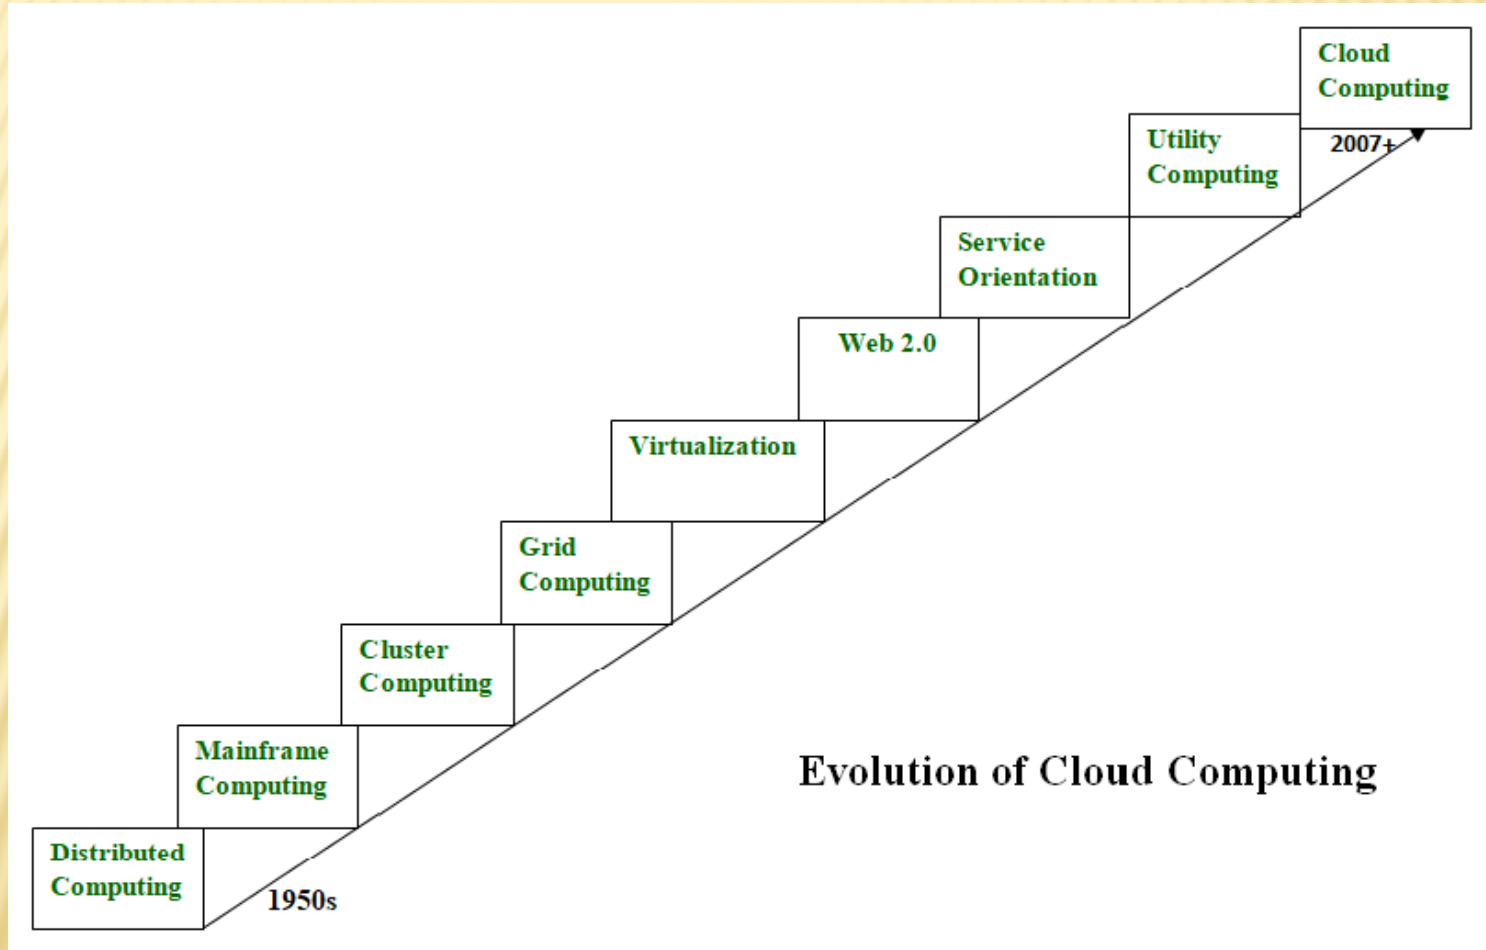 Cloud
Computing
2007+
Utility
Computing
Service
Orientation
Web 2.0
Virtualization
Grid
Computing
Cluster
Computing
Mainframe
Computing
Evolution of Cloud Computing
Distributed
Computing
1950s